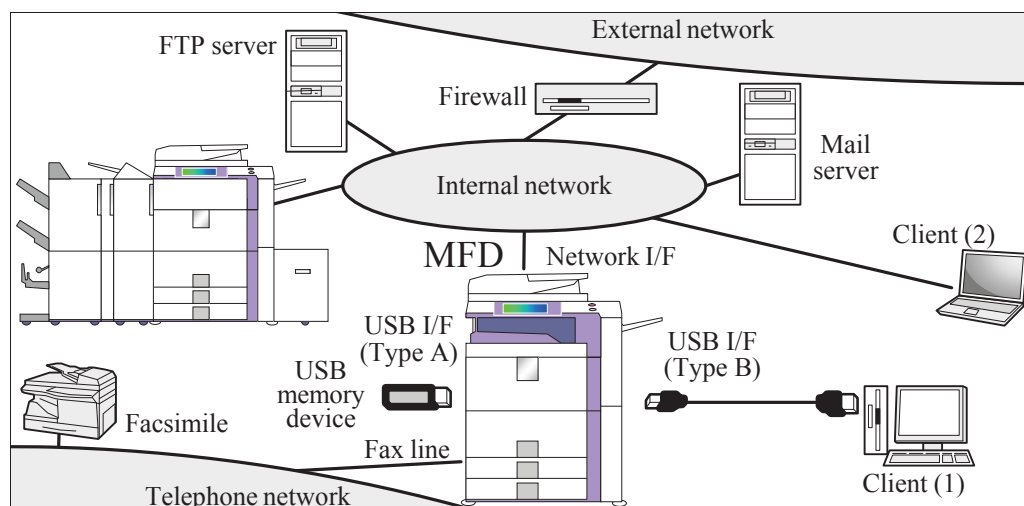 External network
FTP server
Firewall
Mail
server
Internal network
Client (2)
MFD
Network I/F
USB I/F
(Type A)
USB I/F
(Type B)
USB
memory
device
Facsimile
Fax line
Client (1)
Telephone network